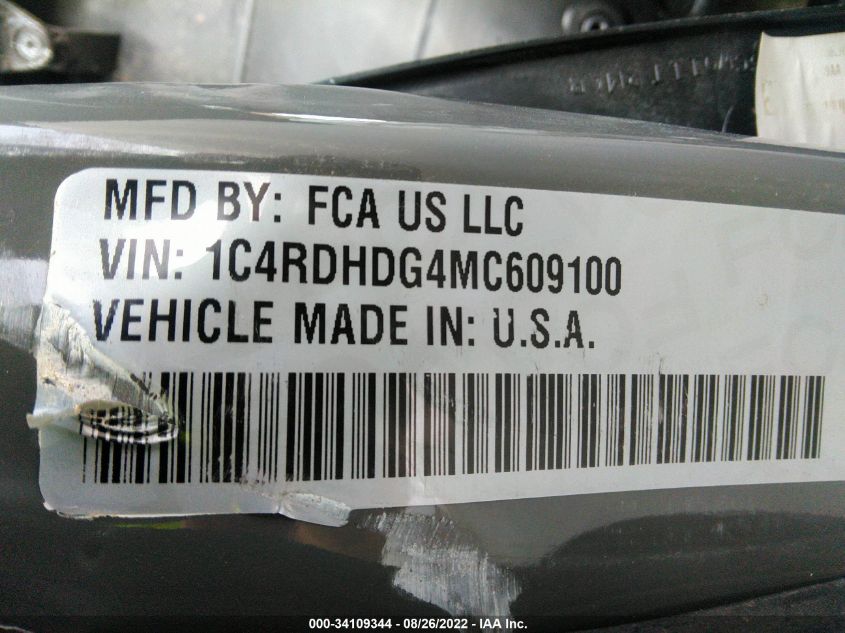 MFD BY: FCA US LLC
VIN: 1C4RDHDG4MC609100
VEHICLE MADE IN: U.S.A.
000-34109344 - 08/26/2022 - IAA Inc.